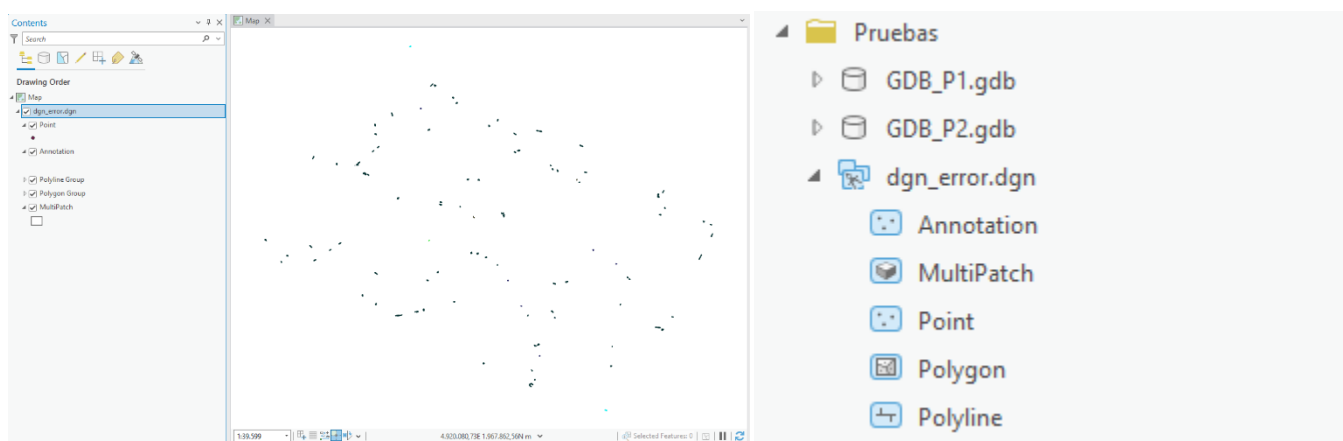 Contents
Map
Search
Drawing Order
Map
dgn_error.dgn
Point
Annotation
Polyline Group
Polygon Group
MultiPatch
1:39.599
4.920.080,73E 1.967.862,56N m
Selected Features: 0
Pruebas
GDB_P1.gdb
GDB_P2.gdb
dgn_error.dgn
Annotation
MultiPatch
Point
Polygon
Polyline